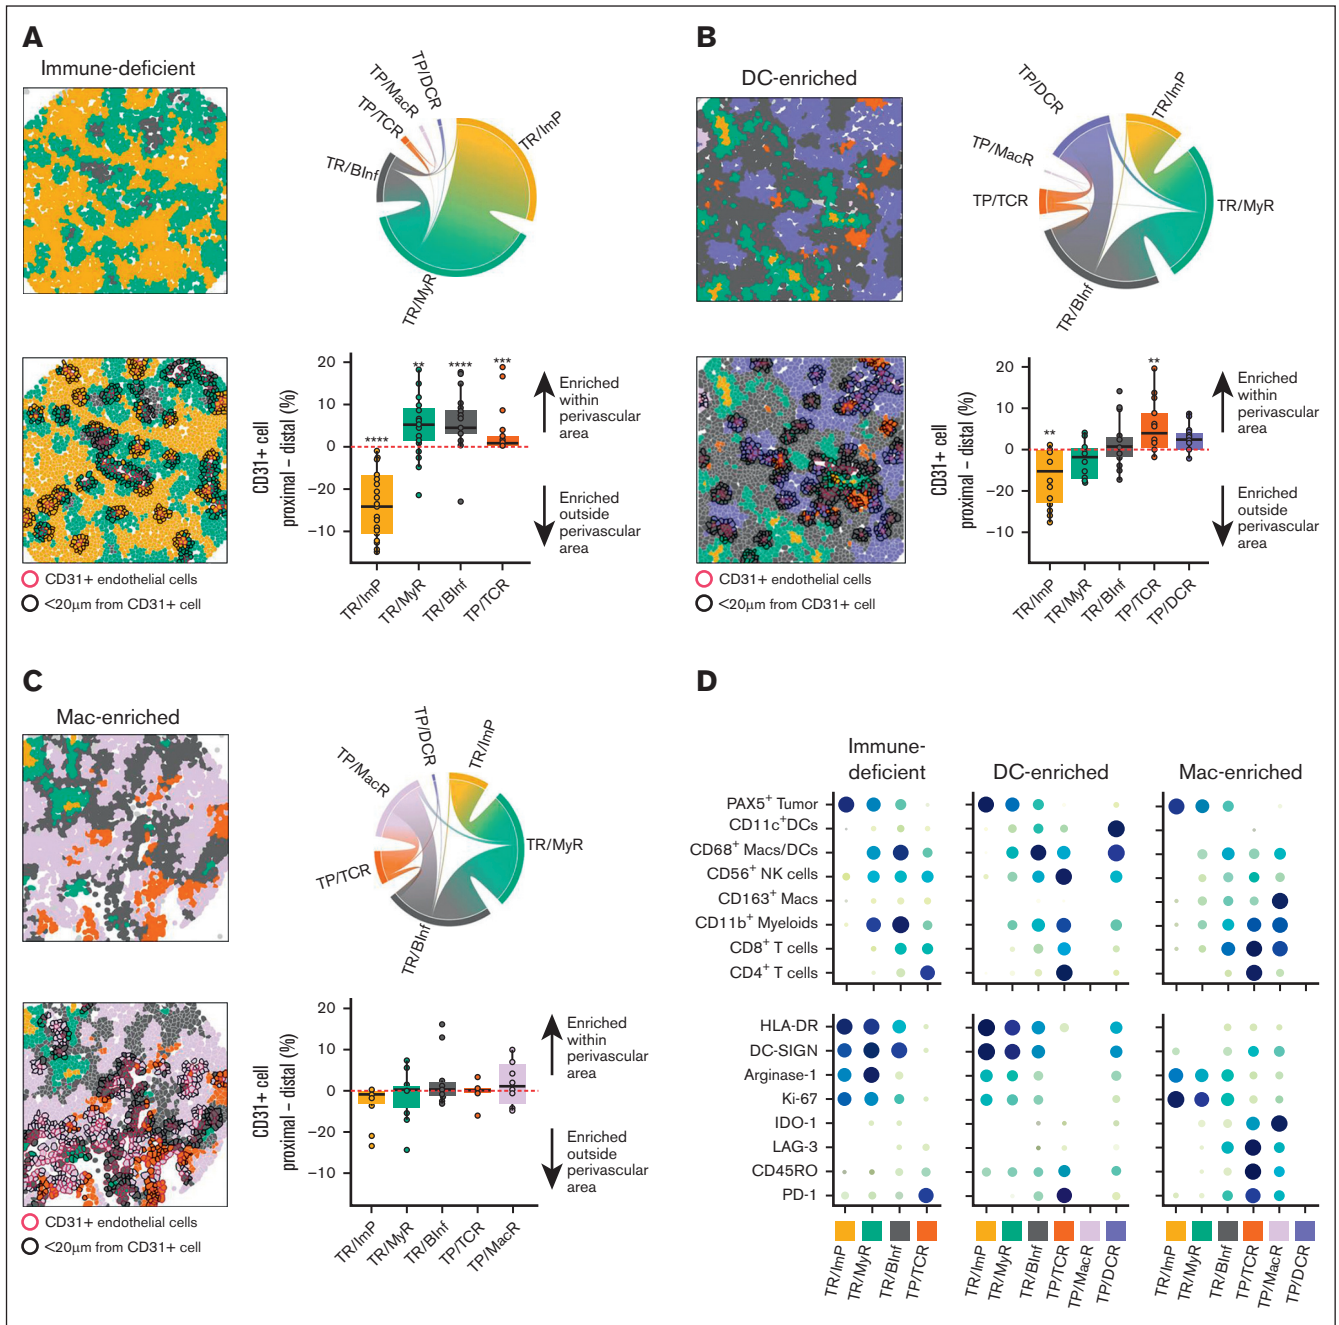 A
Immune-deficient
TP/DCR
TP/MacR
TP/TCR
TR/BInf
TR/ImP
TR/MyR
CD31+ cell
proximal – distal (%)
20
10
0
−20
−10
****
**
****
***
Enriched
within
perivascular
area
Enriched
outside
perivascular
area
TR/ImP
TR/MyR
TR/BInf
TP/TCR
CD31+ endothelial cells
<20μm from CD31+ cell
B
DC-enriched
TP/DCR
TR/ImP
TP/MacR
TP/TCR
TR/MyR
TR/BInf
CD31+ cell
proximal – distal (%)
20
10
0
−20
−10
**
**
Enriched
within
perivascular
area
Enriched
outside
perivascular
area
TR/ImP
TR/MyR
TR/BInf
TP/TCR
TP/DCR
CD31+ endothelial cells
<20μm from CD31+ cell
C
Mac-enriched
TP/DCR
TR/ImP
TP/MacR
TR/MyR
TP/TCR
TR/BInf
CD31+ cell
proximal – distal (%)
20
10
0
−20
−10
Enriched
within
perivascular
area
Enriched
outside
perivascular
area
TR/ImP
TR/MyR
TR/BInf
TP/TCR
TP/MacR
CD31+ endothelial cells
<20μm from CD31+ cell
D
Immune-
deficient
DC-enriched
Mac-enriched
PAX5+ Tumor
CD11c+DCs
CD68+ Macs/DCs
CD56+ NK cells
CD163+ Macs
CD11b+ Myeloids
CD8+ T cells
CD4+ T cells
HLA-DR
DC-SIGN
Arginase-1
Ki-67
IDO-1
LAG-3
CD45RO
PD-1
TR/ImP
TR/MyR
TR/BInf
TP/TCR
TR/ImP
TR/MyR
TR/BInf
TP/TCR
TP/MacR
TP/DCR
TR/ImP
TR/MyR
TR/BInf
TP/TCR
TP/MacR
TP/DCR